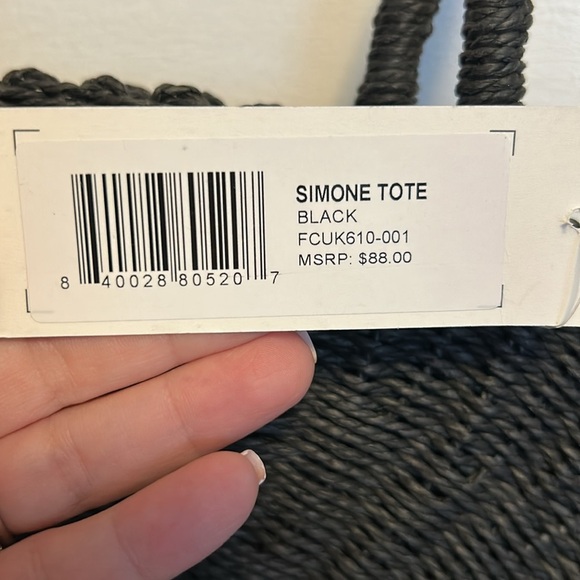 SIMONE TOTE
BLACK
FCUK610-001
MSRP: $88.00
8 40028 80520 7